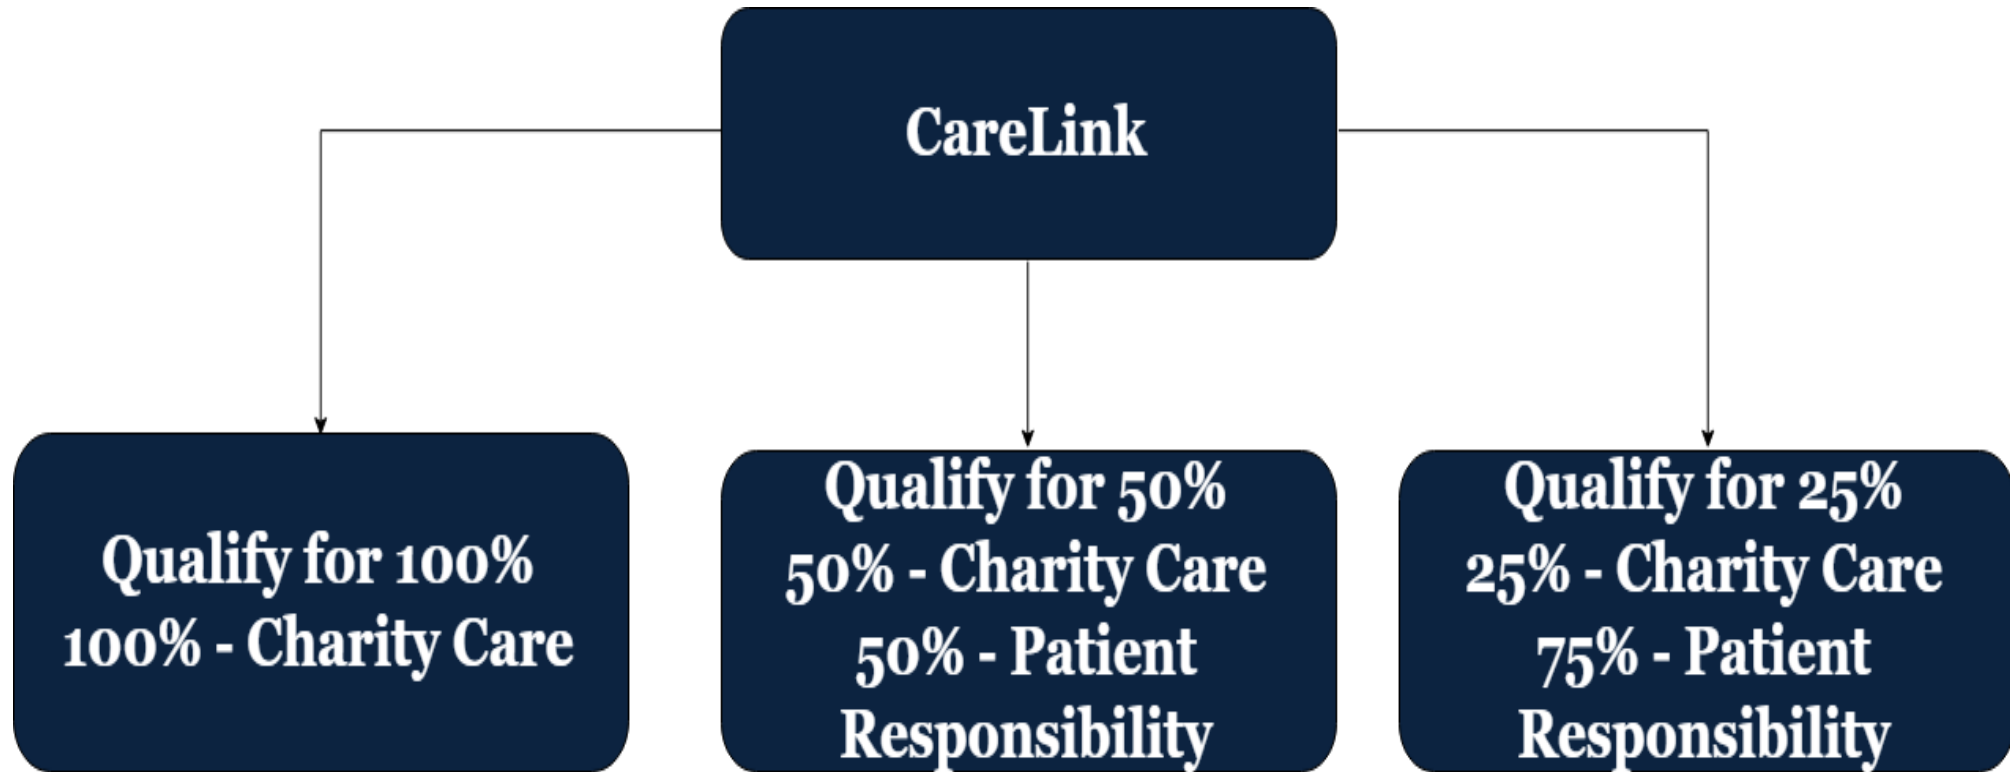 CareLink
Qualify for 100%
100% - Charity Care
Qualify for 50%
50% - Charity Care
50% - Patient
Responsibility
Qualify for 25%
25% - Charity Care
75% - Patient
Responsibility